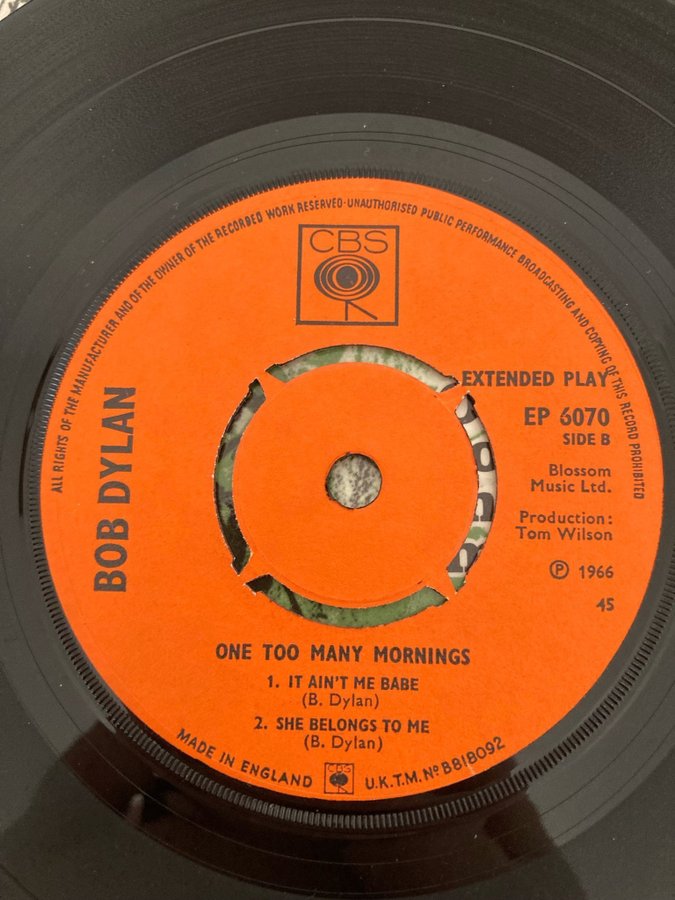 ALL RIGHTS OF THE MANUFACTURER AND OF THE OWNER OF THE RECORDED WORK RESERVED·UNAUTHORISED PUBLIC PERFORMANCE BROADCASTING AND COPYING OF THIS RECORD PROHIBITED
CBS
BOB DYLAN
EXTENDED PLAY
EP 6070
SIDE B
Blossom
Music Ltd.
Production:
Tom Wilson
℗ 1966
45
ONE TOO MANY MORNINGS
1. IT AIN'T ME BABE
(B. Dylan)
2. SHE BELONGS TO ME
(B. Dylan)
MADE IN ENGLAND CBS U.K.T.M. Nº B818092